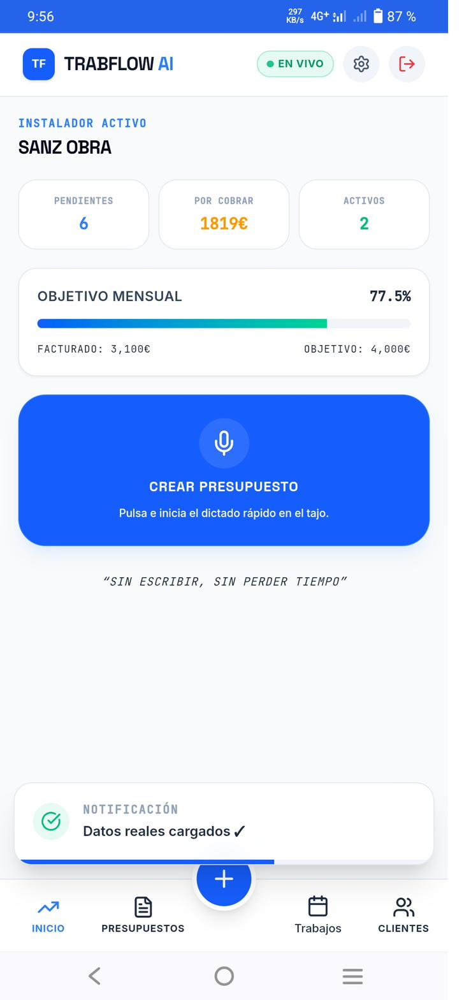 9:56
297 KB/s 4G+ 87 %
TF TRABFLOW AI
EN VIVO
INSTALADOR ACTIVO
SANZ OBRA
PENDIENTES
6
POR COBRAR
1819€
ACTIVOS
2
OBJETIVO MENSUAL 77.5%
FACTURADO: 3,100€ OBJETIVO: 4,000€
CREAR PRESUPUESTO
Pulsa e inicia el dictado rápido en el tajo.
“SIN ESCRIBIR, SIN PERDER TIEMPO”
NOTIFICACIÓN
Datos reales cargados ✓
INICIO PRESUPUESTOS Trabajos CLIENTES